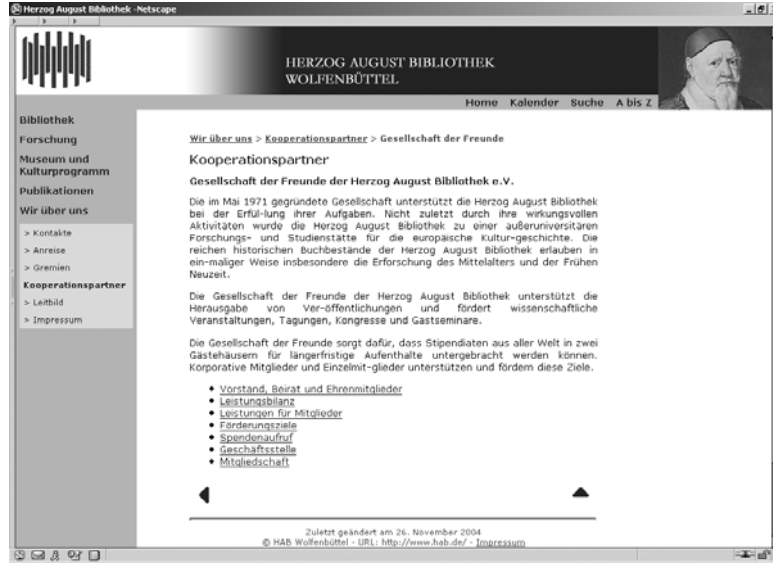 Herzog August Bibliothek -Netscape
HERZOG AUGUST BIBLIOTHEK
WOLFENBÜTTEL
Home Kalender Suche A bis Z
Bibliothek
Forschung
Museum und
Kulturprogramm
Publikationen
Wir über uns
> Kontakte
> Anreise
> Gremien
Kooperationspartner
> Leitbild
> Impressum
Wir über uns > Kooperationspartner > Gesellschaft der Freunde
Kooperationspartner
Gesellschaft der Freunde der Herzog August Bibliothek e.V.
Die im Mai 1971 gegründete Gesellschaft unterstützt die Herzog August Bibliothek
bei der Erfül-lung ihrer Aufgaben. Nicht zuletzt durch ihre wirkungsvollen
Aktivitäten wurde die Herzog August Bibliothek zu einer außeruniversitären
Forschungs- und Studienstätte für die europäische Kultur-geschichte. Die
reichen historischen Buchbestände der Herzog August Bibliothek erlauben in
ein-maliger Weise insbesondere die Erforschung des Mittelalters und der Frühen
Neuzeit.
Die Gesellschaft der Freunde der Herzog August Bibliothek unterstützt die
Herausgabe von Ver-öffentlichungen und fördert wissenschaftliche
Veranstaltungen, Tagungen, Kongresse und Gastseminare.
Die Gesellschaft der Freunde sorgt dafür, dass Stipendiaten aus aller Welt in zwei
Gästehäusern für längerfristige Aufenthalte untergebracht werden können.
Korporative Mitglieder und Einzelmit-glieder unterstützen und fördern diese Ziele.
Vorstand, Beirat und Ehrenmitglieder
Leistungsbilanz
Leistungen für Mitglieder
Förderungsziele
Spendenaufruf
Geschäftsstelle
Mitgliedschaft
Zuletzt geändert am 26. November 2004
© HAB Wolfenbüttel - URL: http://www.hab.de/ - Impressum